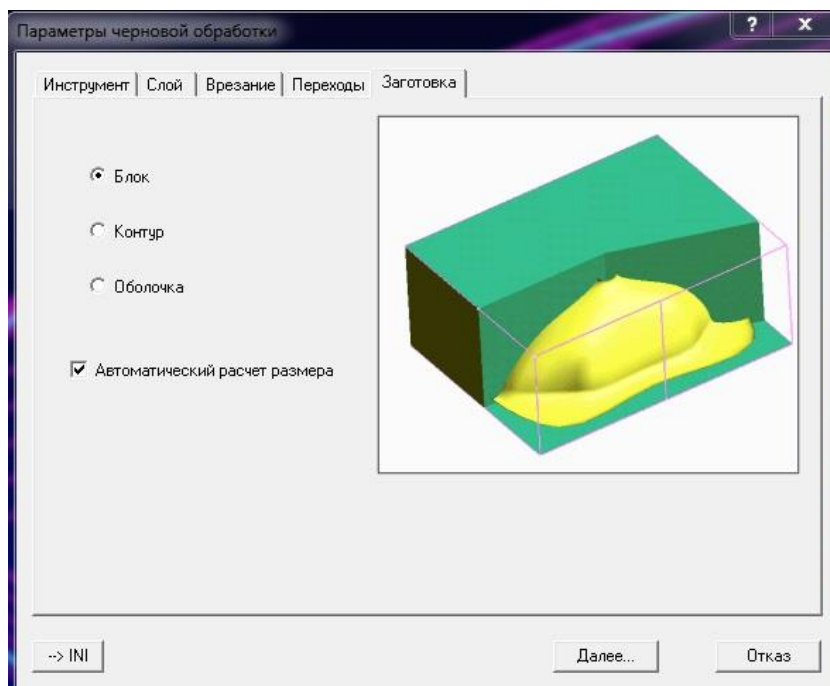 Параметры черновой обработки
? x
Инструмент Слой Врезание Переходы Заготовка
Блок
Контур
Оболочка
Автоматический расчет размера
--> INI Далее... Отказ